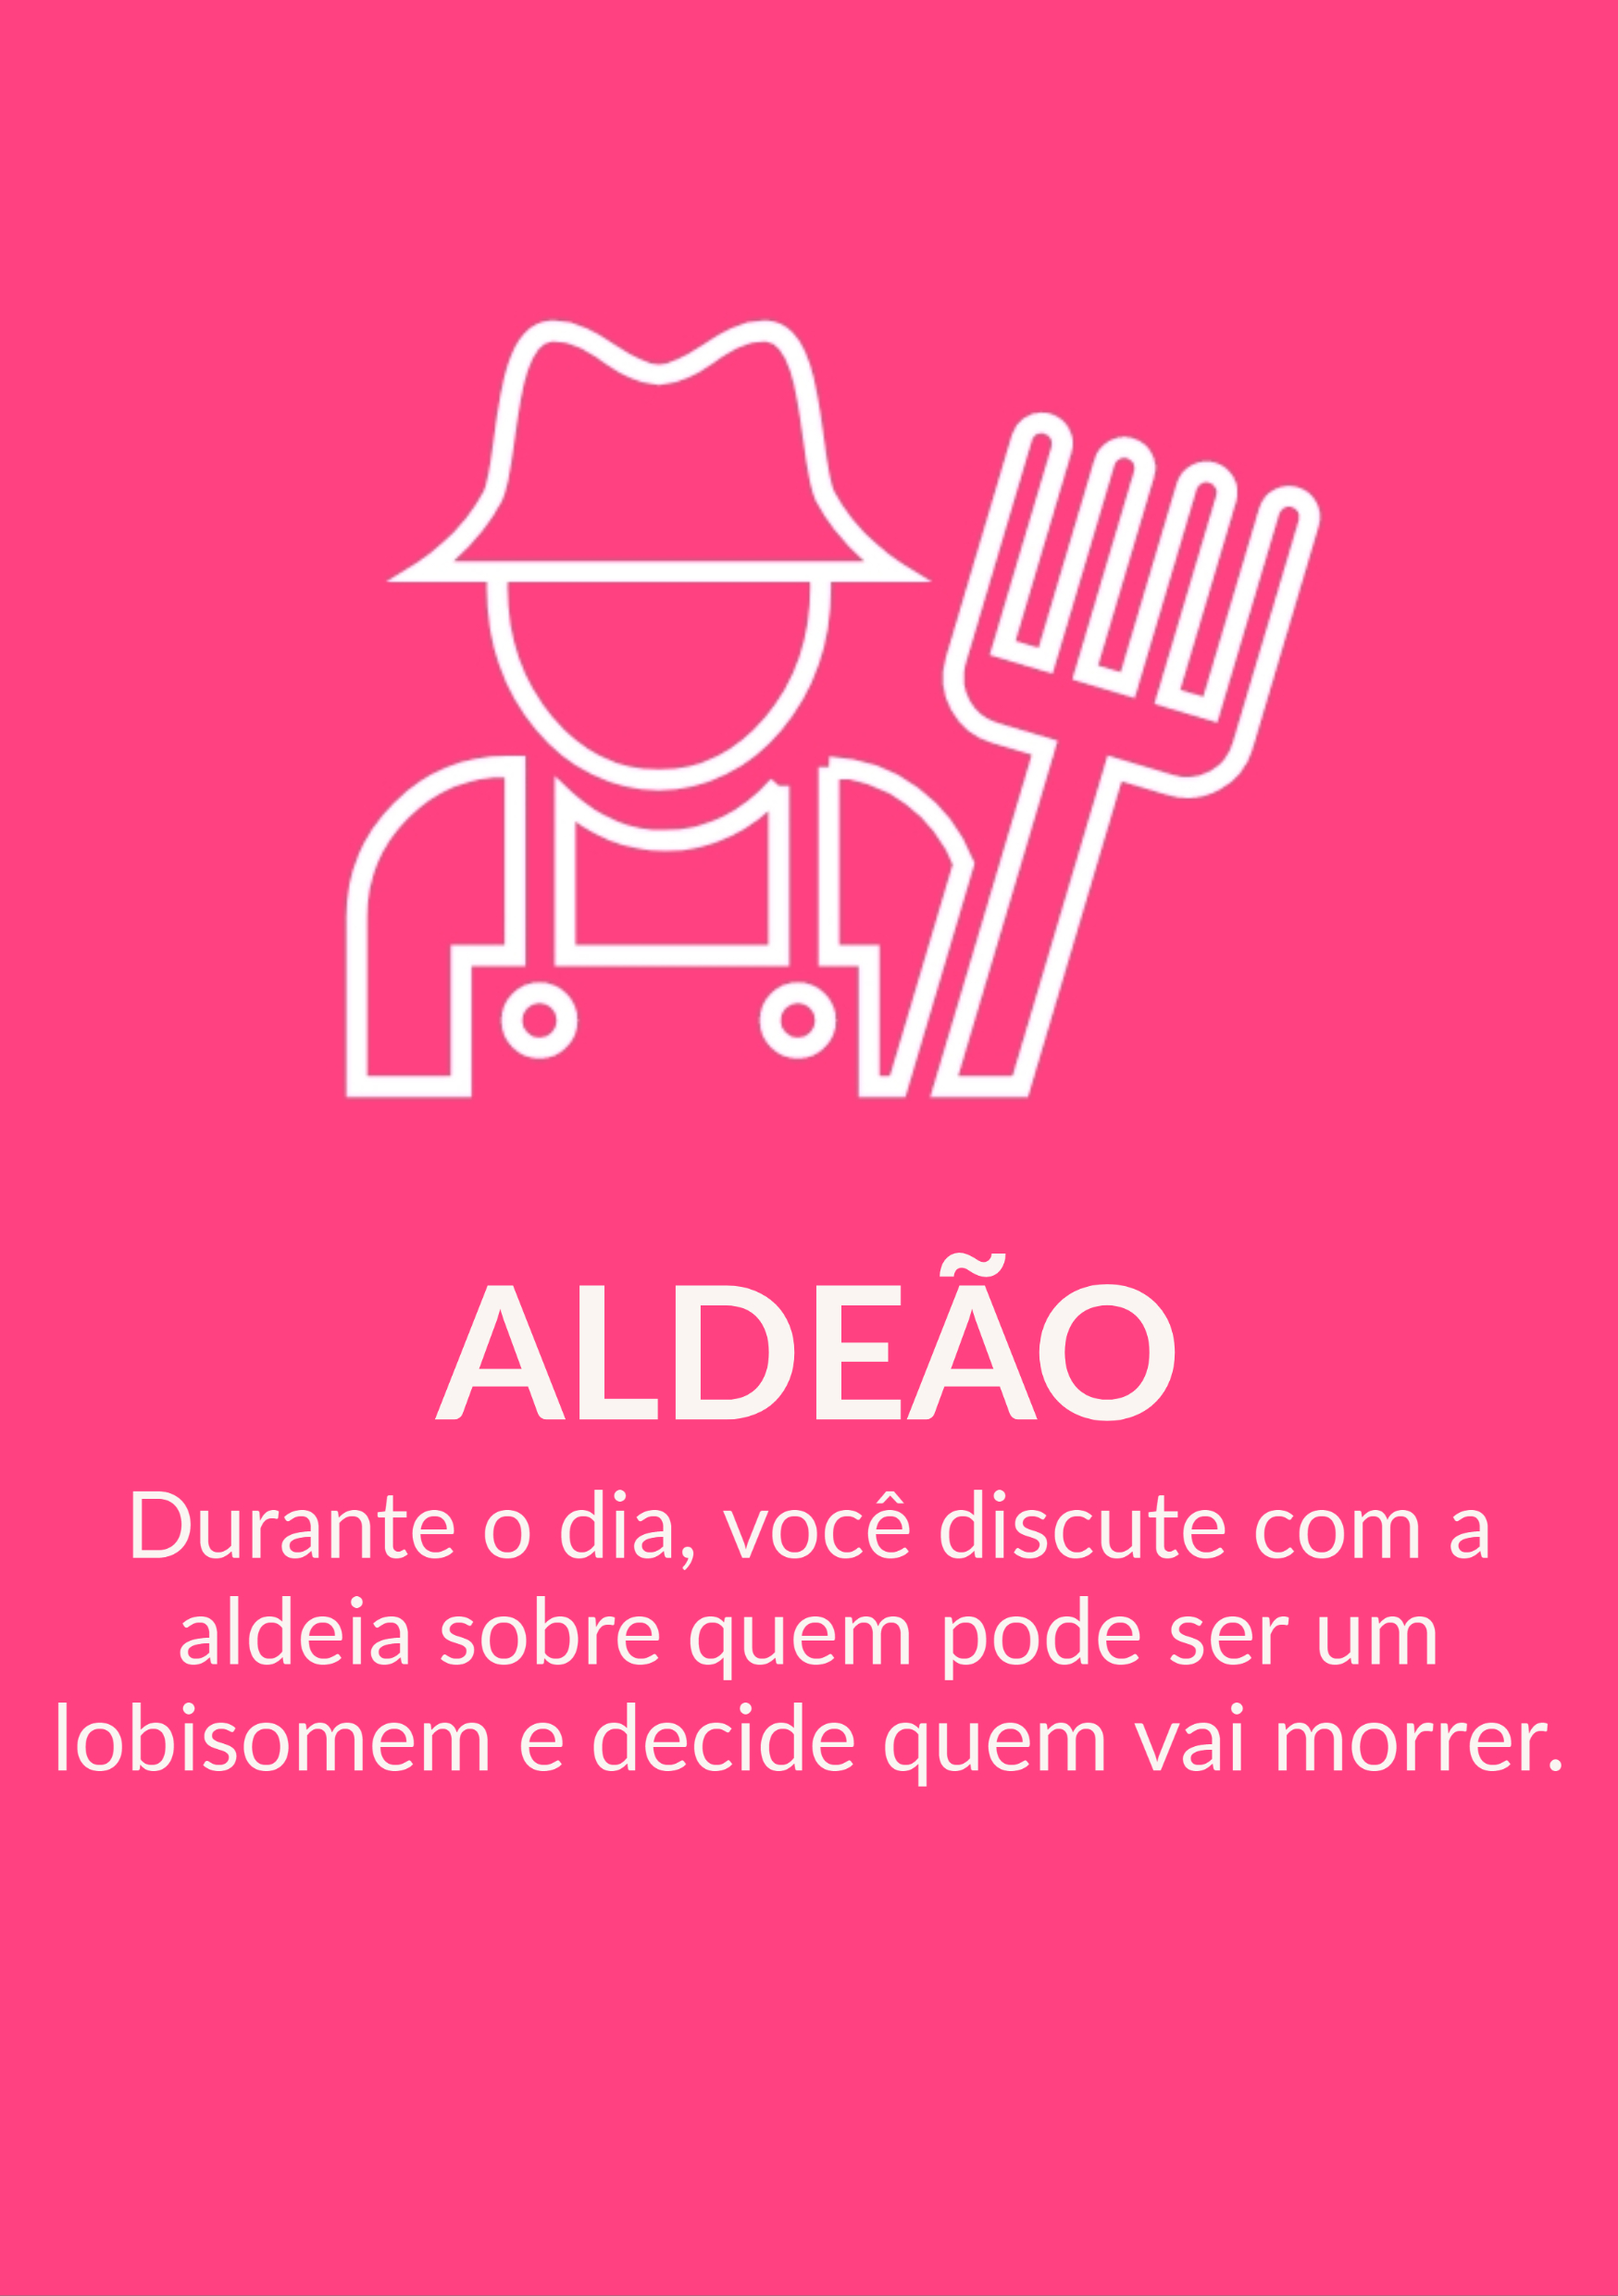 ALDEÃO
Durante o dia, você discute com a
aldeia sobre quem pode ser um
lobisomem e decide quem vai morrer.